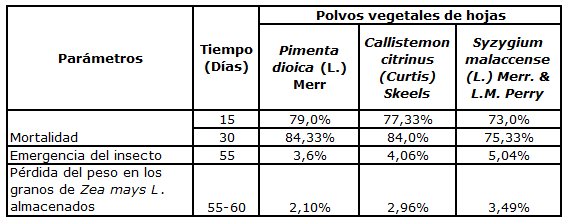 Parámetros
Tiempo
(Días)
Polvos vegetales de hojas
Pimenta
dioica (L.)
Merr
Callistemon
citrinus
(Curtis)
Skeels
Syzygium
malaccense
(L.) Merr. &
L.M. Perry
Mortalidad
15 79,0% 77,33% 73,0%
30 84,33% 84,0% 75,33%
Emergencia del insecto 55 3,6% 4,06% 5,04%
Pérdida del peso en los
granos de Zea mays L.
almacenados 55-60 2,10% 2,96% 3,49%